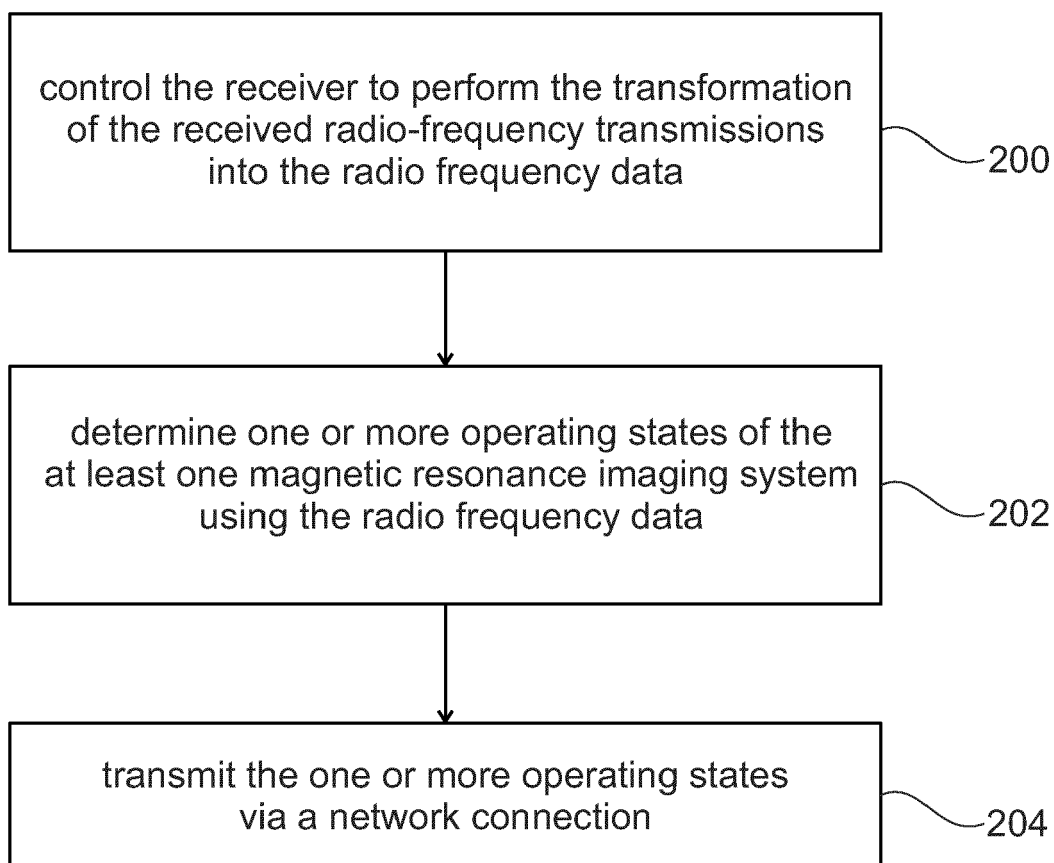 control the receiver to perform the transformation
of the received radio-frequency transmissions
into the radio frequency data
200
determine one or more operating states of the
at least one magnetic resonance imaging system
using the radio frequency data
202
transmit the one or more operating states
via a network connection
204